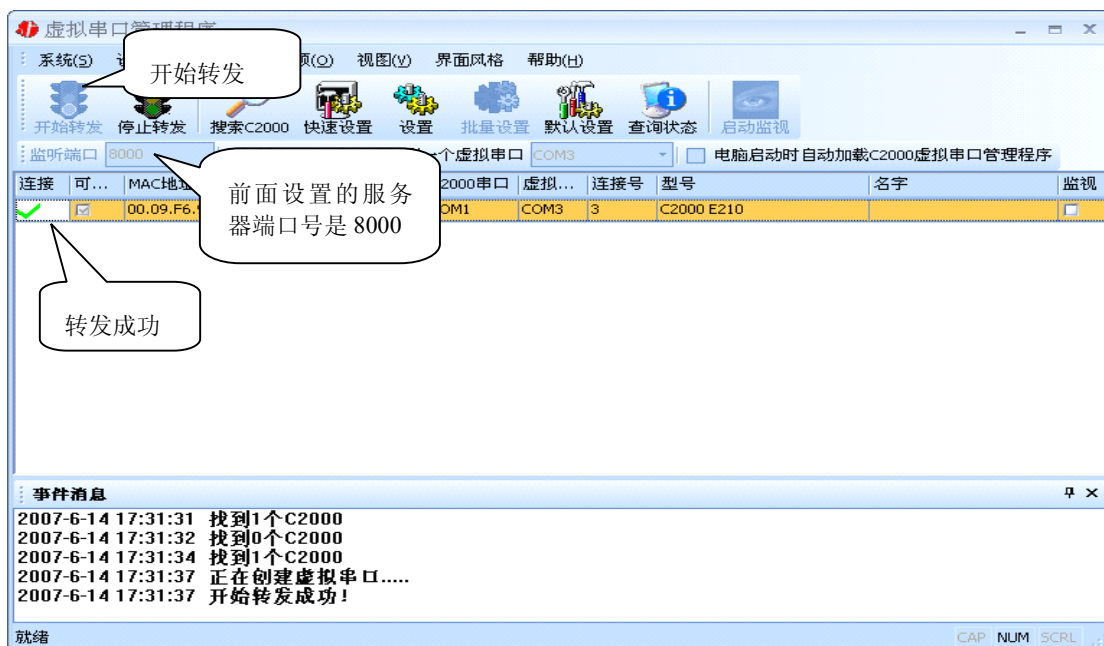 虚拟串口管理程序
系统(S) 项(O) 视图(V) 界面风格 帮助(H)
开始转发
开始转发 停止转发 搜索C2000 快速设置 设置 批量设置 默认设置 查询状态 启动监视
监听端口 8000 一个虚拟串口 COM3 电脑启动时自动加载C2000虚拟串口管理程序
连接 可... MAC地址 2000串口 虚拟... 连接号 型号 名字 监视
00.09.F6. OM1 COM3 3 C2000 E210
前面设置的服务
器端口号是 8000
转发成功
事件消息
2007-6-14 17:31:31 找到1个C2000
2007-6-14 17:31:32 找到0个C2000
2007-6-14 17:31:34 找到1个C2000
2007-6-14 17:31:37 正在创建虚拟串口.....
2007-6-14 17:31:37 开始转发成功!
就绪 CAP NUM SCRL